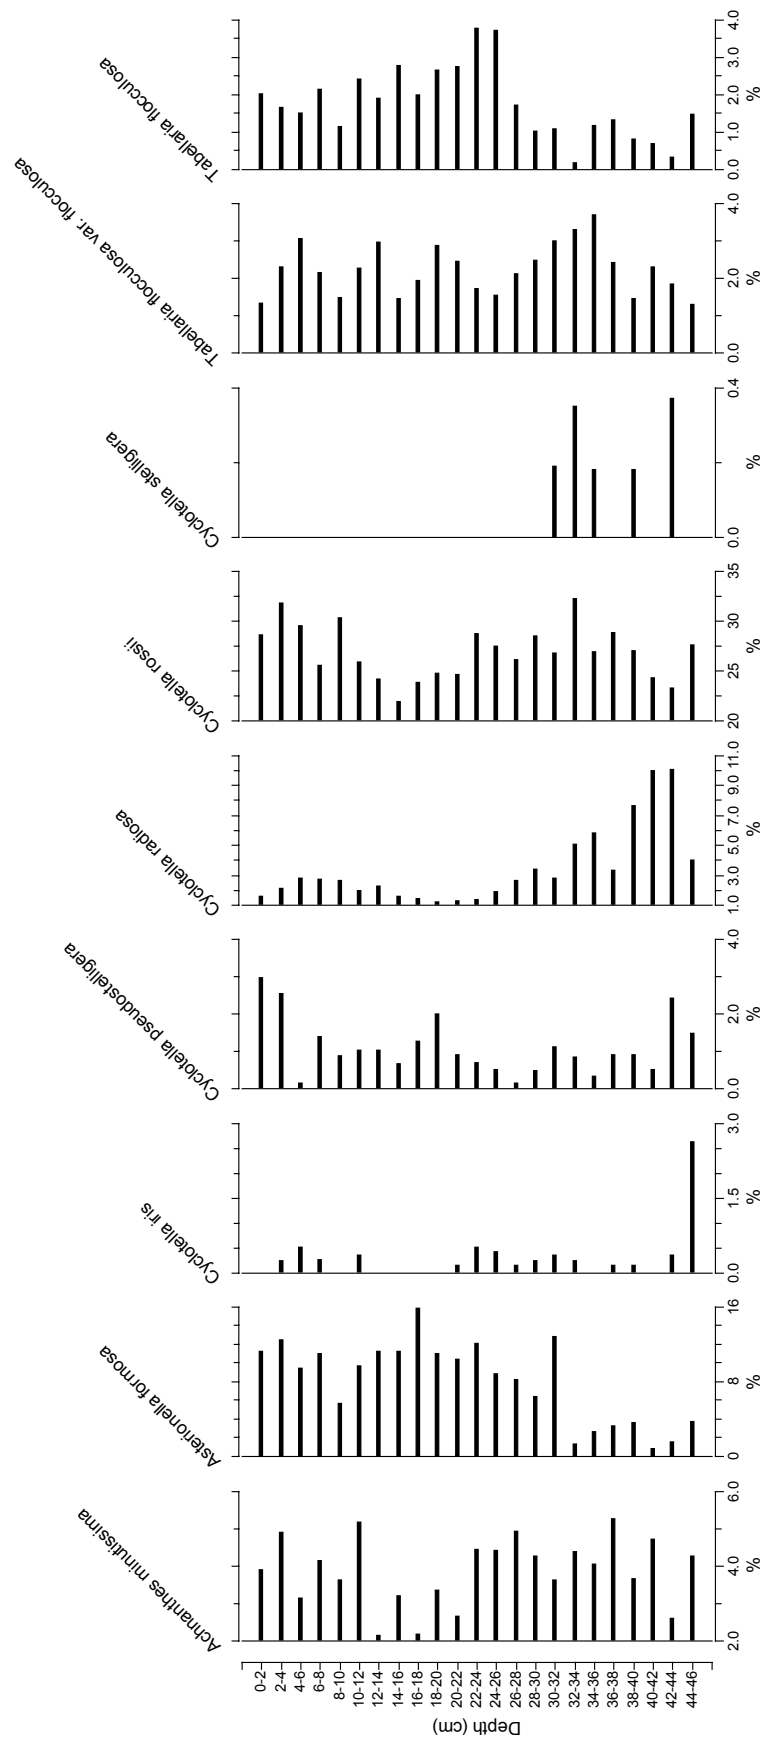 Achnanthes minutissima
Asterionella formosa
Cyclotella iris
Cyclotella pseudostelligera
Cyclotella radiosa
Cyclotella rossii
Cyclotella stelligera
Tabellaria flocculosa var. flocculosa
Tabellaria flocculosa
Depth (cm)
0-2
2-4
4-6
6-8
8-10
10-12
12-14
14-16
16-18
18-20
20-22
22-24
24-26
26-28
28-30
30-32
32-34
34-36
36-38
38-40
40-42
42-44
44-46
2.0 4.0 6.0
%
0 8 16
%
0.0 1.5 3.0
%
0.0 2.0 4.0
%
1.0 3.0 5.0 7.0 9.0 11.0
%
20 25 30 35
%
0.0 0.4
%
0.0 2.0 4.0
%
0.0 1.0 2.0 3.0 4.0
%